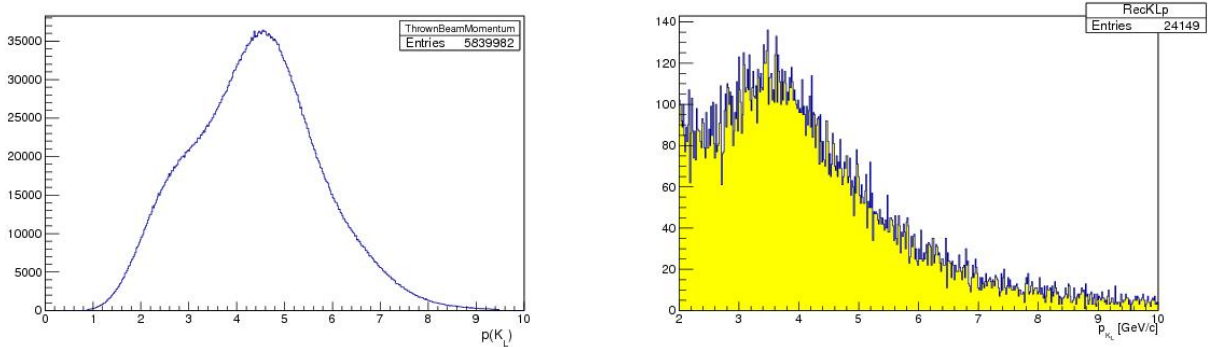 ThrownBeamMomentum
Entries 5839982
35000
30000
25000
20000
15000
10000
5000
0
0 1 2 3 4 5 6 7 8 9 10
p(K_L)
RecKLp
Entries 24149
140
120
100
80
60
40
20
0
2 3 4 5 6 7 8 9 10
p_{K_L} [GeV/c]